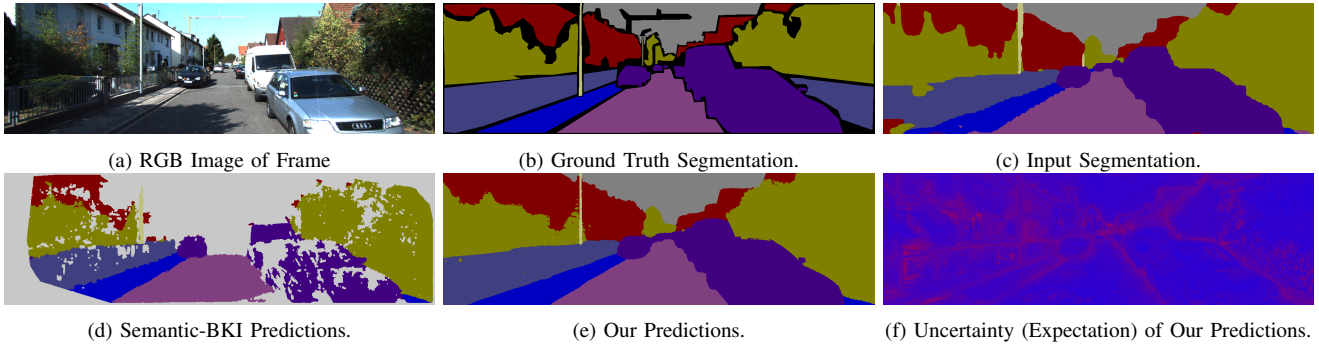 (a) RGB Image of Frame
(b) Ground Truth Segmentation.
(c) Input Segmentation.
(d) Semantic-BKI Predictions.
(e) Our Predictions.
(f) Uncertainty (Expectation) of Our Predictions.